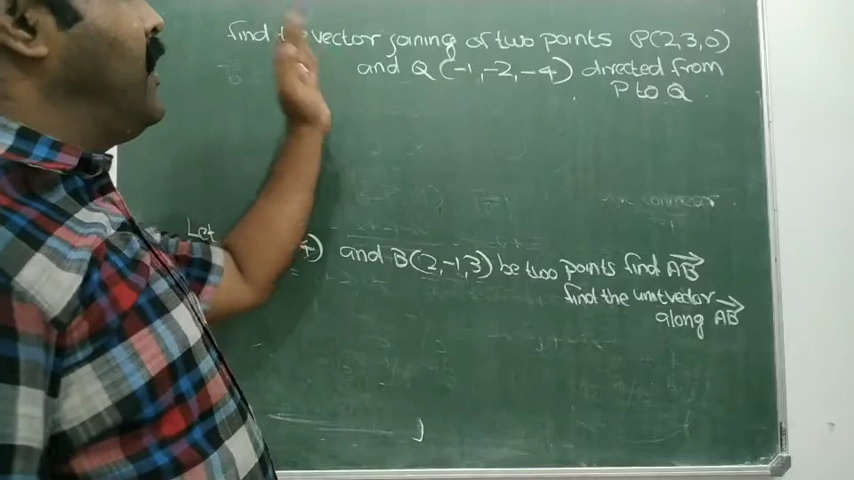 find the vector joining of two points P(2,3,0)
and Q(-1,-2,-4) directed from
P to Q.
Let 4) and B(2,-1,3) be two points find AB
find the unit vector
along AB